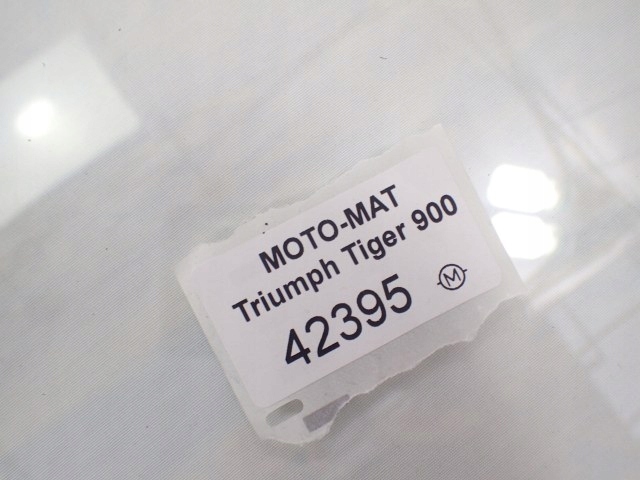 MOTO-MAT
Triumph Tiger 900
42395
M